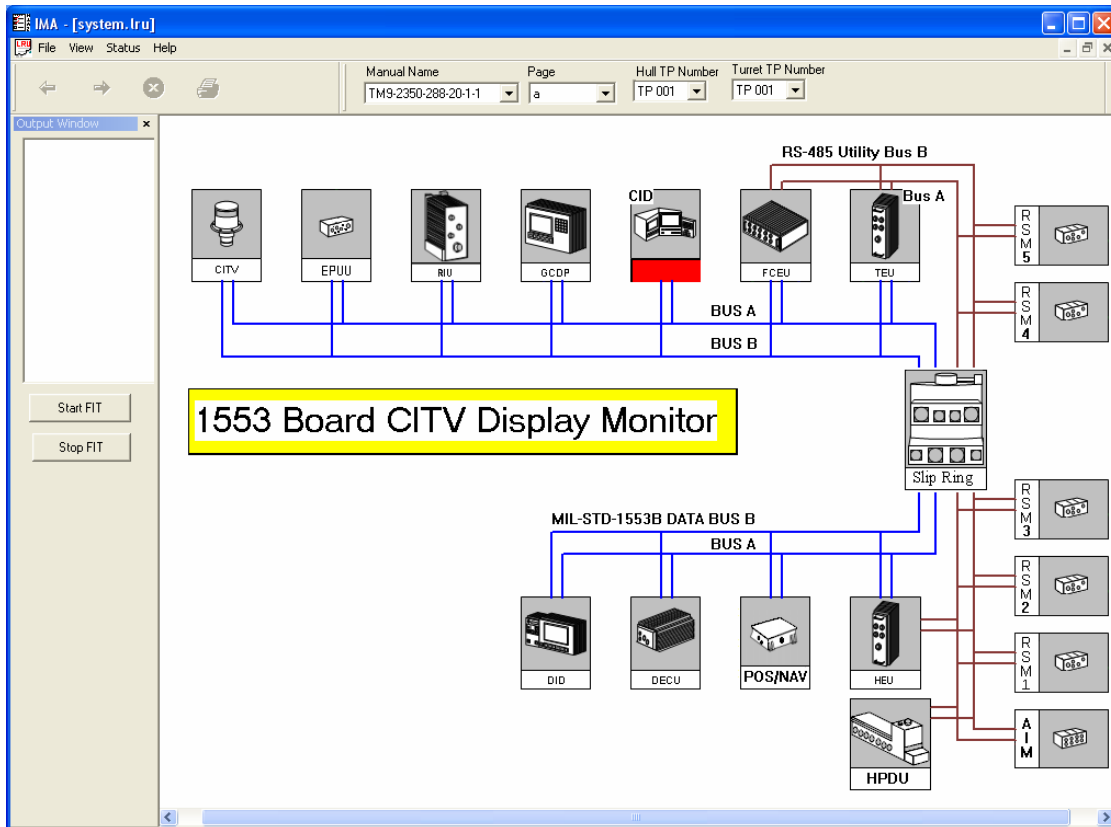 IMA - [system.lru]
LRU File View Status Help
Manual Name Page Hull TP Number Turret TP Number
TM9-2350-288-20-1-1 a TP 001 TP 001
Output Window
Start FIT
Stop FIT
RS-485 Utility Bus B
CID
Bus A
CITV EPUU RIU GCDP FCEU TEU
RSM5
RSM4
BUS A
BUS B
1553 Board CITV Display Monitor
Slip Ring
RSM3
MIL-STD-1553B DATA BUS B
BUS A
RSM2
DID DECU POS/NAV HEU
RSM1
AIM
HPDU